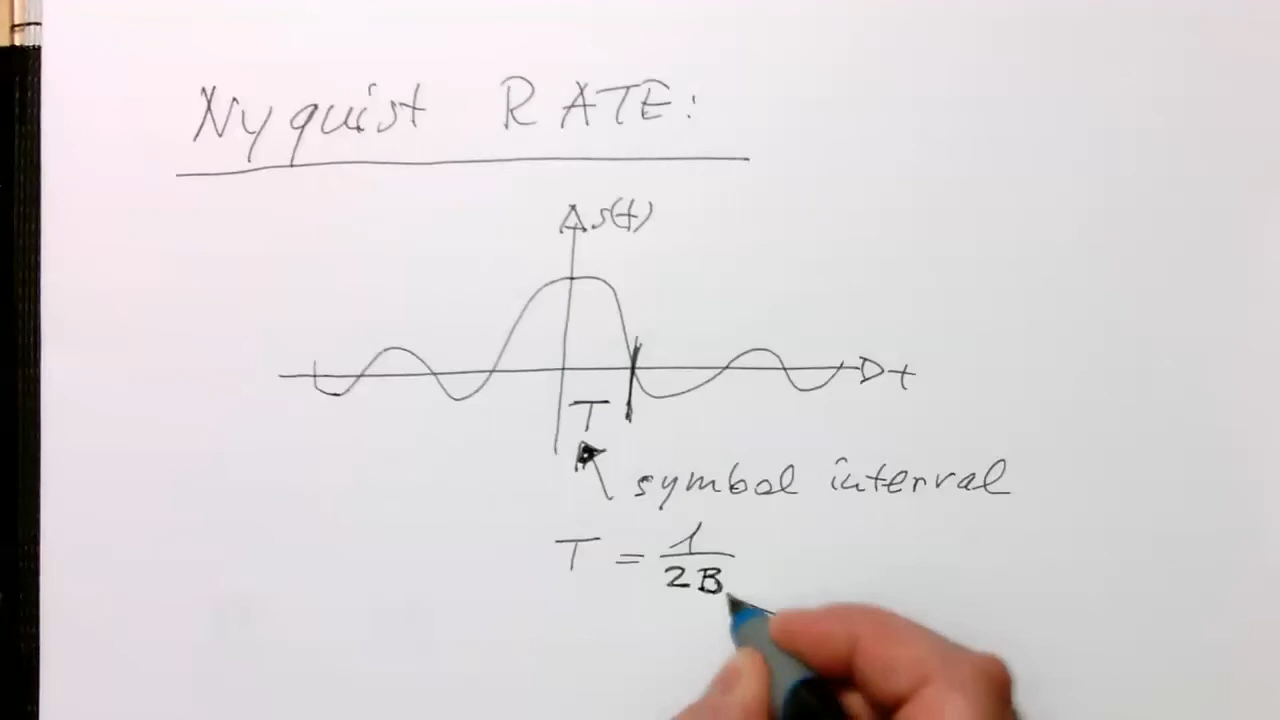 Nyquist RATE:
s(t)
t
T
symbol interval
T = 1/2B